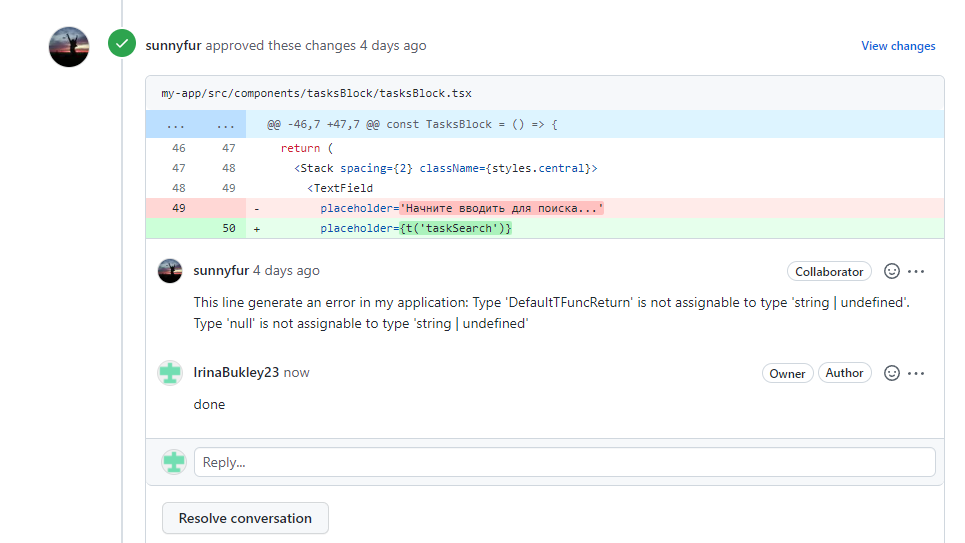 sunnyfur approved these changes 4 days ago
View changes
my-app/src/components/tasksBlock/tasksBlock.tsx
... ... @@ -46,7 +47,7 @@ const TasksBlock = () => {
46 47 return (
47 48 <Stack spacing={2} className={styles.central}>
48 49 <TextField
49 - placeholder='Начните вводить для поиска...'
50 + placeholder={t('taskSearch')}
sunnyfur 4 days ago
Collaborator
This line generate an error in my application: Type 'DefaultTFuncReturn' is not assignable to type 'string | undefined'.
Type 'null' is not assignable to type 'string | undefined'
IrinaBukley23 now
Owner Author
done
Reply...
Resolve conversation